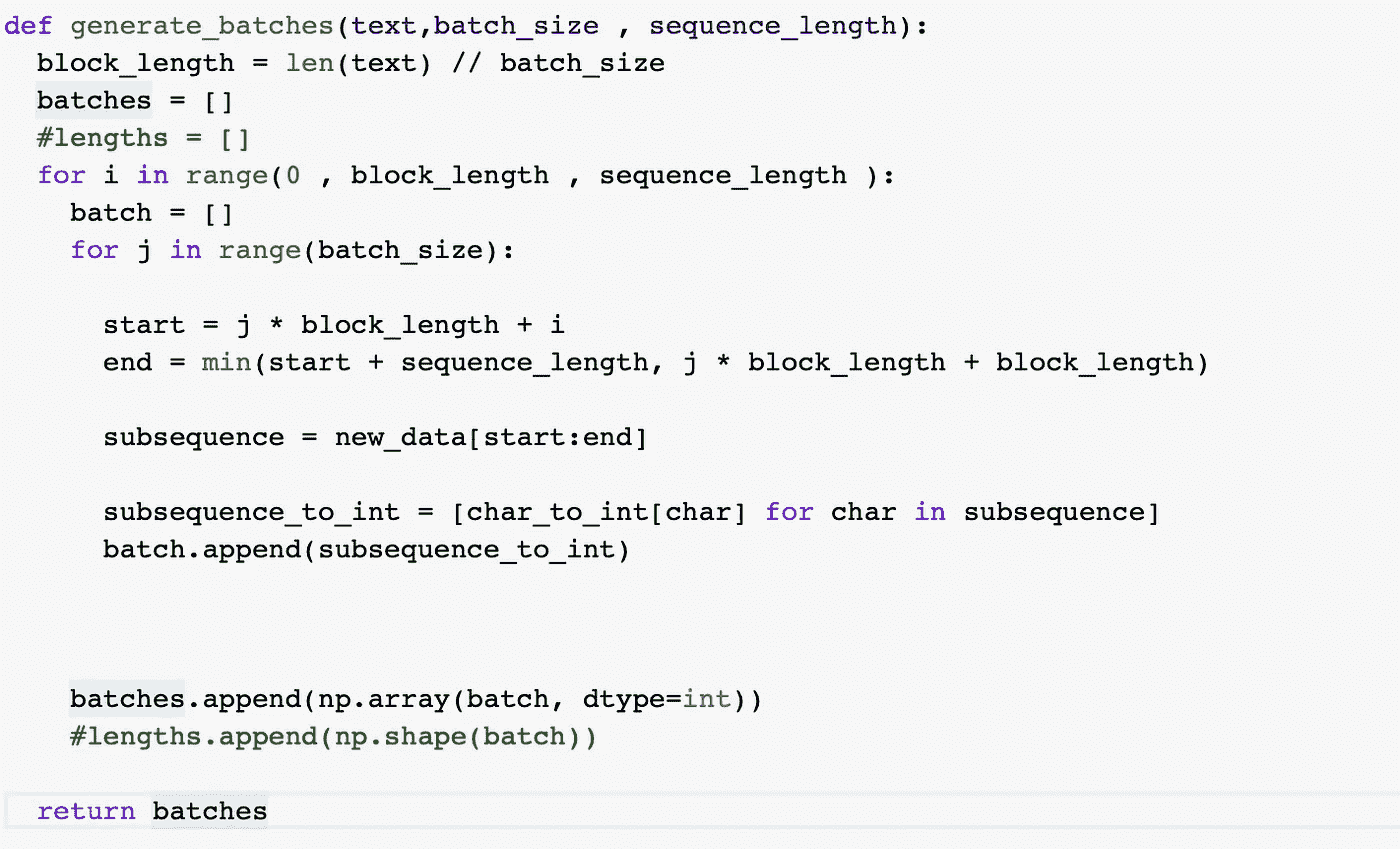 def generate_batches(text,batch_size , sequence_length):
  block_length = len(text) // batch_size
  batches = []
  #lengths = []
  for i in range(0 , block_length , sequence_length ):
    batch = []
    for j in range(batch_size):

      start = j * block_length + i
      end = min(start + sequence_length, j * block_length + block_length)

      subsequence = new_data[start:end]

      subsequence_to_int = [char_to_int[char] for char in subsequence]
      batch.append(subsequence_to_int)

    batches.append(np.array(batch, dtype=int))
    #lengths.append(np.shape(batch))

  return batches